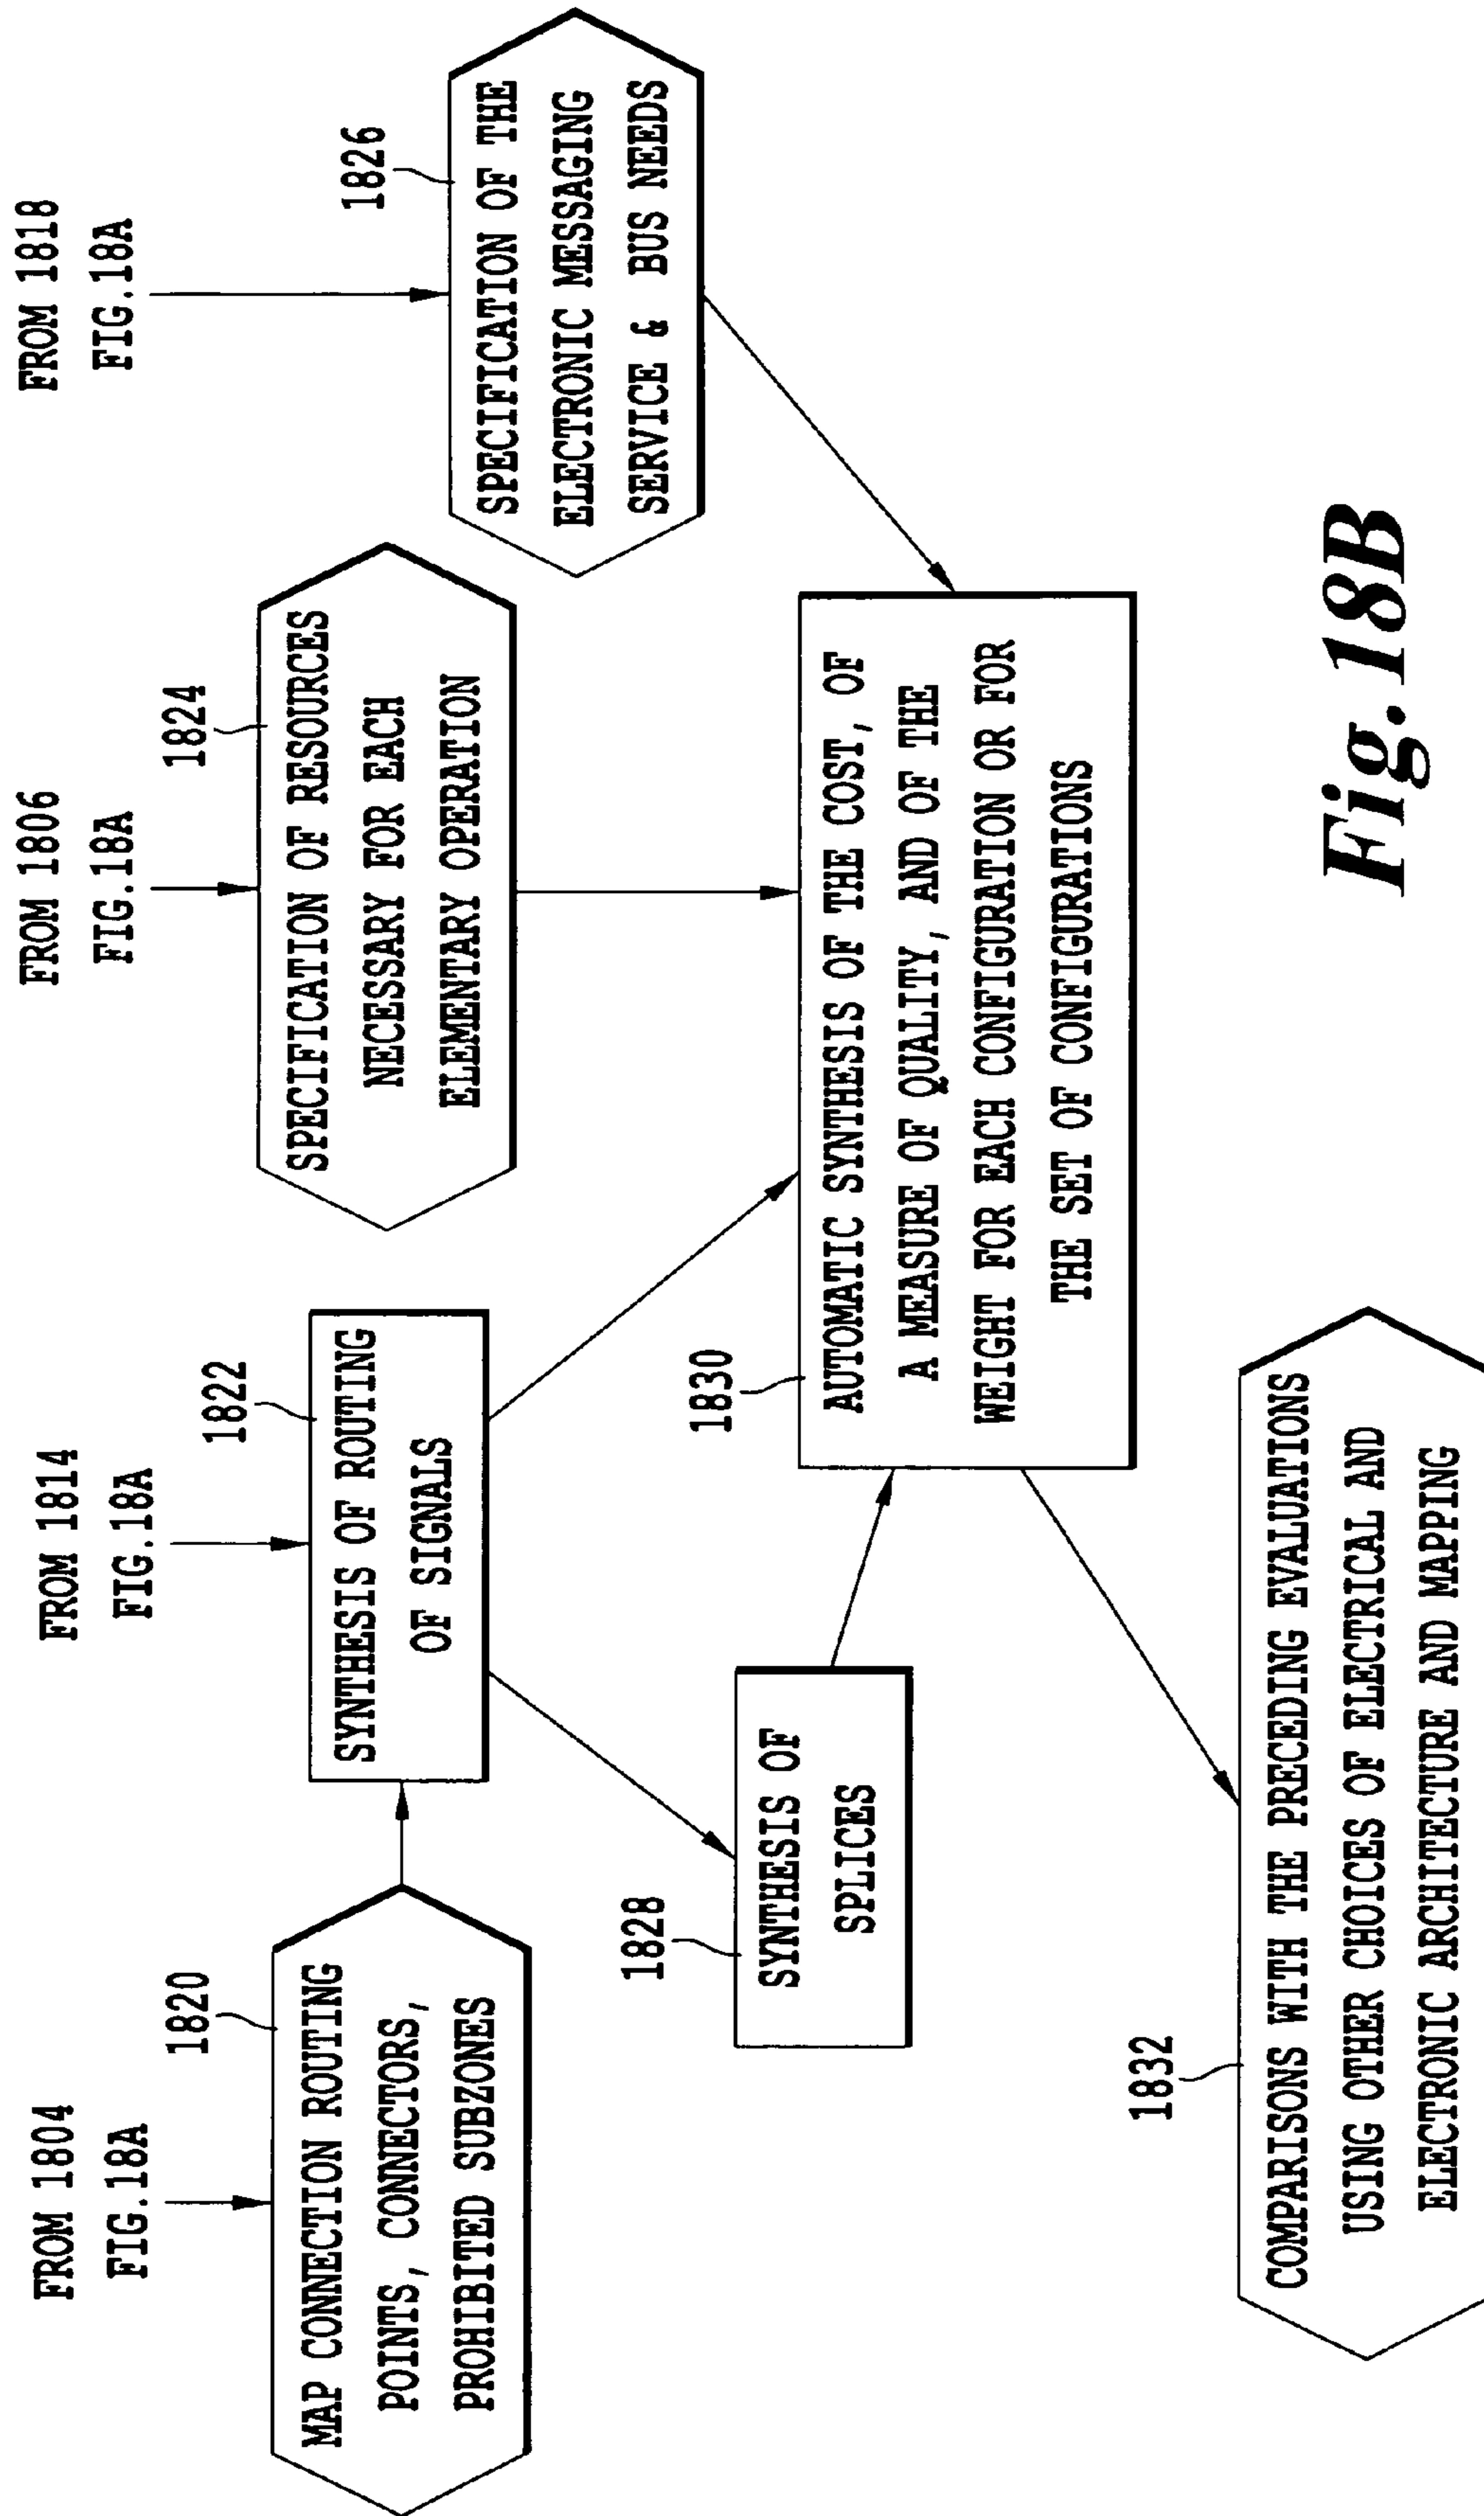 FROM 1804
FIG.18A
1820
MAP CONNECTION ROUTING
POINTS, CONNECTORS,
PROHIBITED SUBZONES
FROM 1814
FIG.18A
1822
SYNTHESIS OF ROUTING
OF SIGNALS
FROM 1806
FIG.18A
1824
SPECIFICATION OF RESOURCES
NECESSARY FOR EACH
ELEMENTARY OPERATION
FROM 1818
FIG.18A
1826
SPECIFICATION OF THE
ELECTRONIC MESSAGING
SERVICE & BUS NEEDS
1828
SYNTHESIS OF
SPLICES
1830
AUTOMATIC SYNTHESIS OF THE COST, OF
A MEASURE OF QUALITY, AND OF THE
WEIGHT FOR EACH CONFIGURATION OR FOR
THE SET OF CONFIGURATIONS
1832
COMPARISONS WITH THE PRECEDING EVALUATIONS
USING OTHER CHOICES OF ELECTRICAL AND
ELECTRONIC ARCHITECTURE AND MAPPING
Fig. 18B